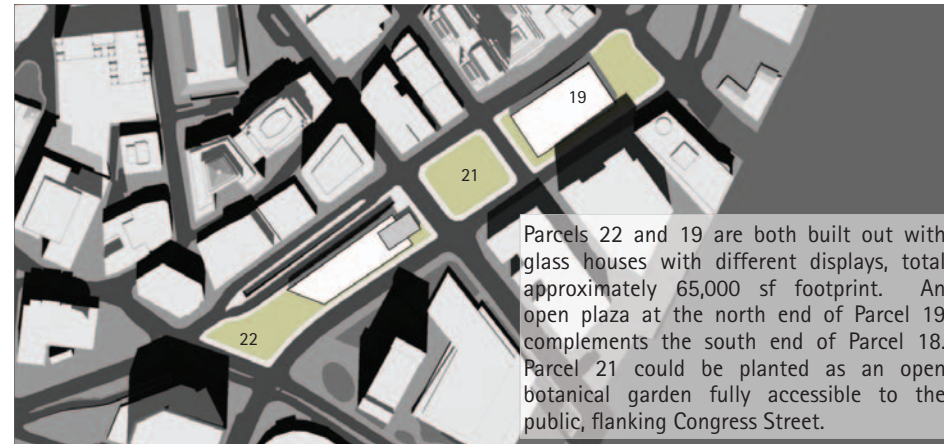 19
21
22
Parcels 22 and 19 are both built out with
glass houses with different displays, total
approximately 65,000 sf footprint. An
open plaza at the north end of Parcel 19
complements the south end of Parcel 18.
Parcel 21 could be planted as an open
botanical garden fully accessible to the
public, flanking Congress Street.